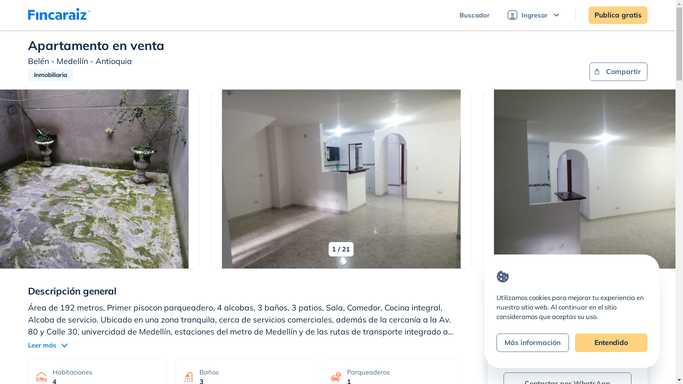 Fincaraiz
Buscador
Ingresar
Publica gratis
Apartamento en venta
Belén - Medellín - Antioquia
Inmobiliaria
Compartir
1 / 21
Descripción general
Área de 192 metros, Primer pisocon parqueadero, 4 alcobas, 3 baños, 3 patios, Sala, Comedor, Cocina integral,
Alcoba de servicio. Ubicado en una zona tranquila, cerca de servicios comerciales, además de la cercanía a la Av.
80 y Calle 30, univercidad de Medellín, estaciones del metro de Medellín y de las rutas de transporte integrado a...
Leer más
Habitaciones
4
Baños
3
Parqueaderos
1
Utilizamos cookies para mejorar tu experiencia en
nuestro sitio web. Al continuar en el sitio
consideramos que aceptas su uso.
Más información
Entendido
Contactar por WhatsApp